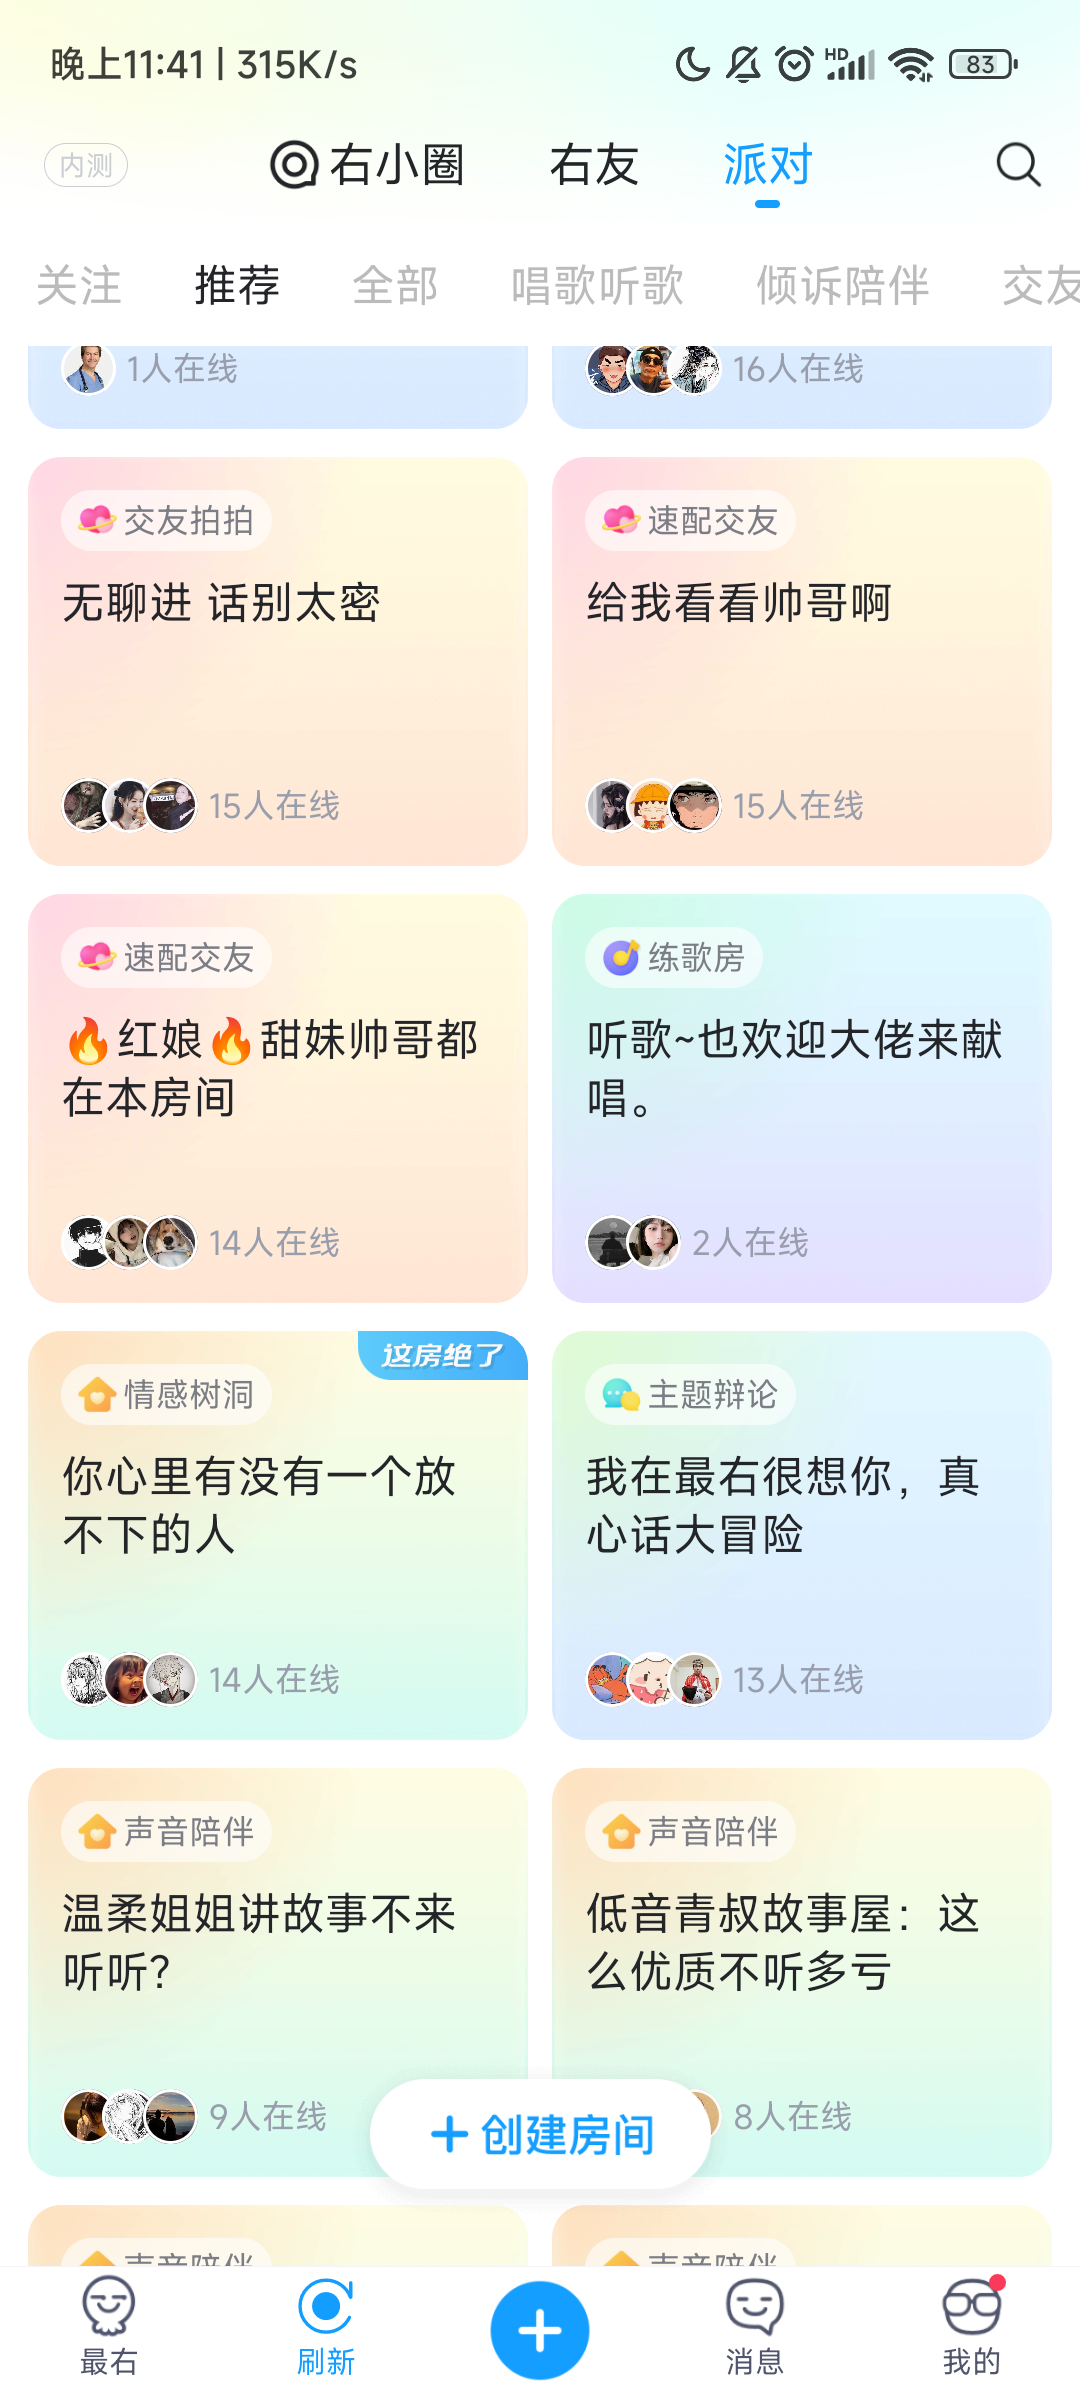 晚上11:41 | 315K/s
HD
83
内测
右小圈
右友
派对
关注
推荐
全部
唱歌听歌
倾诉陪伴
交友
1人在线
16人在线
交友拍拍
无聊进 话别太密
15人在线
速配交友
给我看看帅哥啊
15人在线
速配交友
🔥红娘🔥甜妹帅哥都
在本房间
14人在线
练歌房
听歌~也欢迎大佬来献
唱。
2人在线
这房绝了
情感树洞
你心里有没有一个放
不下的人
14人在线
主题辩论
我在最右很想你，真
心话大冒险
13人在线
声音陪伴
温柔姐姐讲故事不来
听听?
9人在线
声音陪伴
低音青叔故事屋：这
么优质不听多亏
8人在线
+ 创建房间
声音陪伴
声音陪伴
最右
刷新
消息
我的